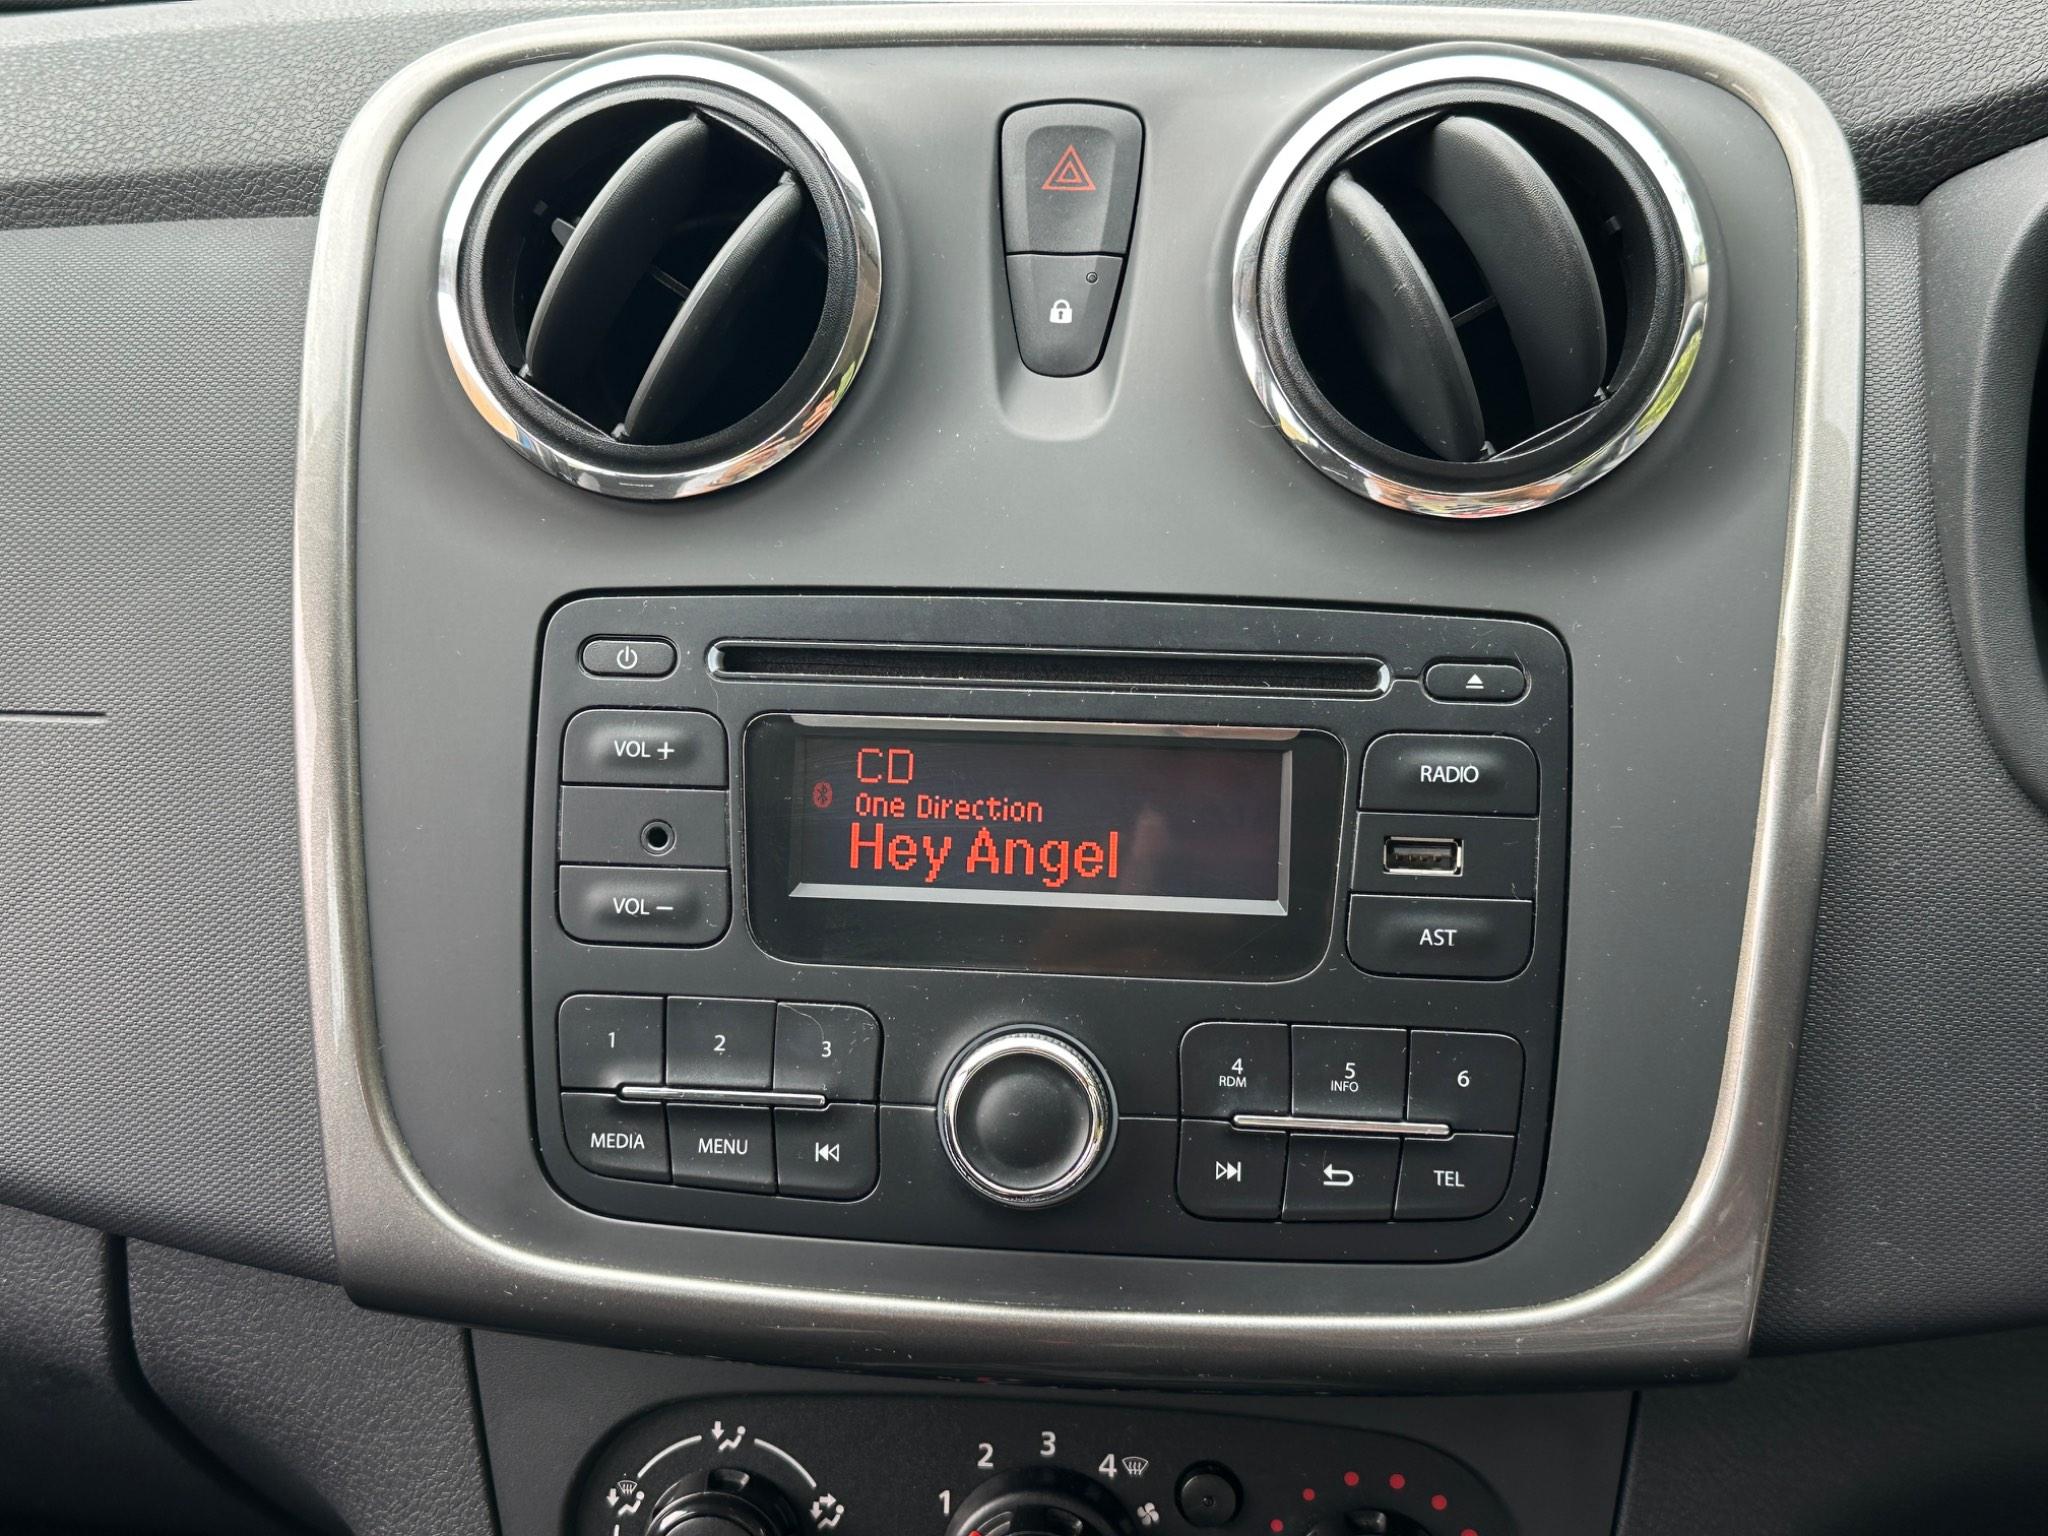 VOL +
VOL –
CD
One Direction
Hey Angel
RADIO
AST
1
2
3
MEDIA
MENU
4
RDM
5
INFO
6
TEL
1
2
3
4